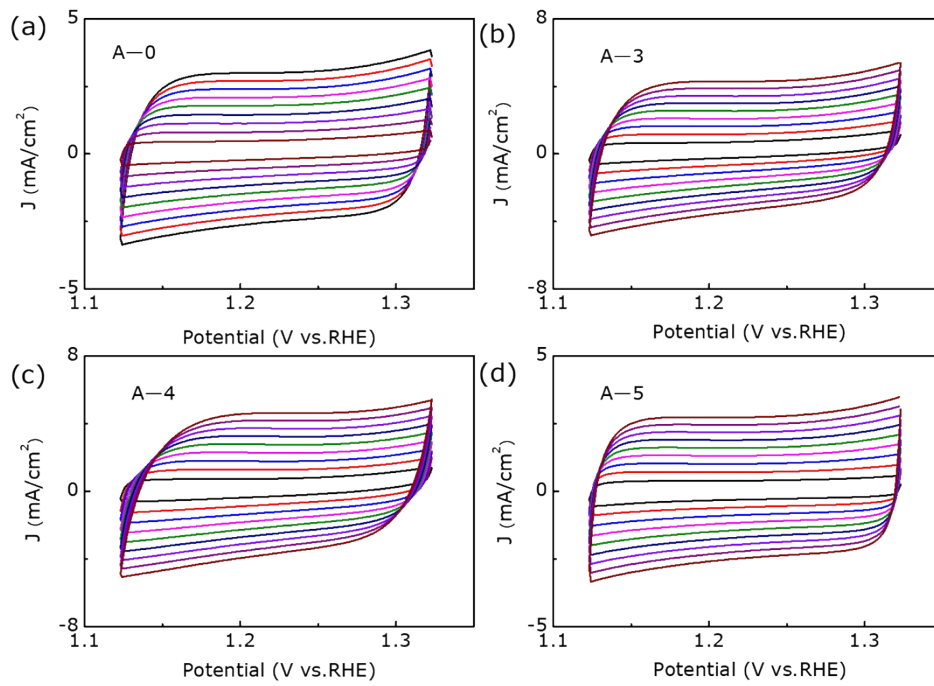 (a)
A—0
5
0
-5
J (mA/cm²)
1.1
1.2
1.3
Potential (V vs.RHE)
(b)
A—3
8
0
-8
J (mA/cm²)
1.1
1.2
1.3
Potential (V vs.RHE)
(c)
A—4
8
0
-8
J (mA/cm²)
1.1
1.2
1.3
Potential (V vs.RHE)
(d)
A—5
5
0
-5
J (mA/cm²)
1.1
1.2
1.3
Potential (V vs.RHE)